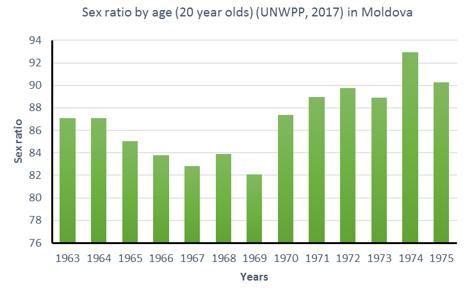 Sex ratio by age (20 year olds) (UNWPP, 2017) in Moldova
94
92
90
88
86
84
82
80
78
76
Sex ratio
1963 1964 1965 1966 1967 1968 1969 1970 1971 1972 1973 1974 1975
Years